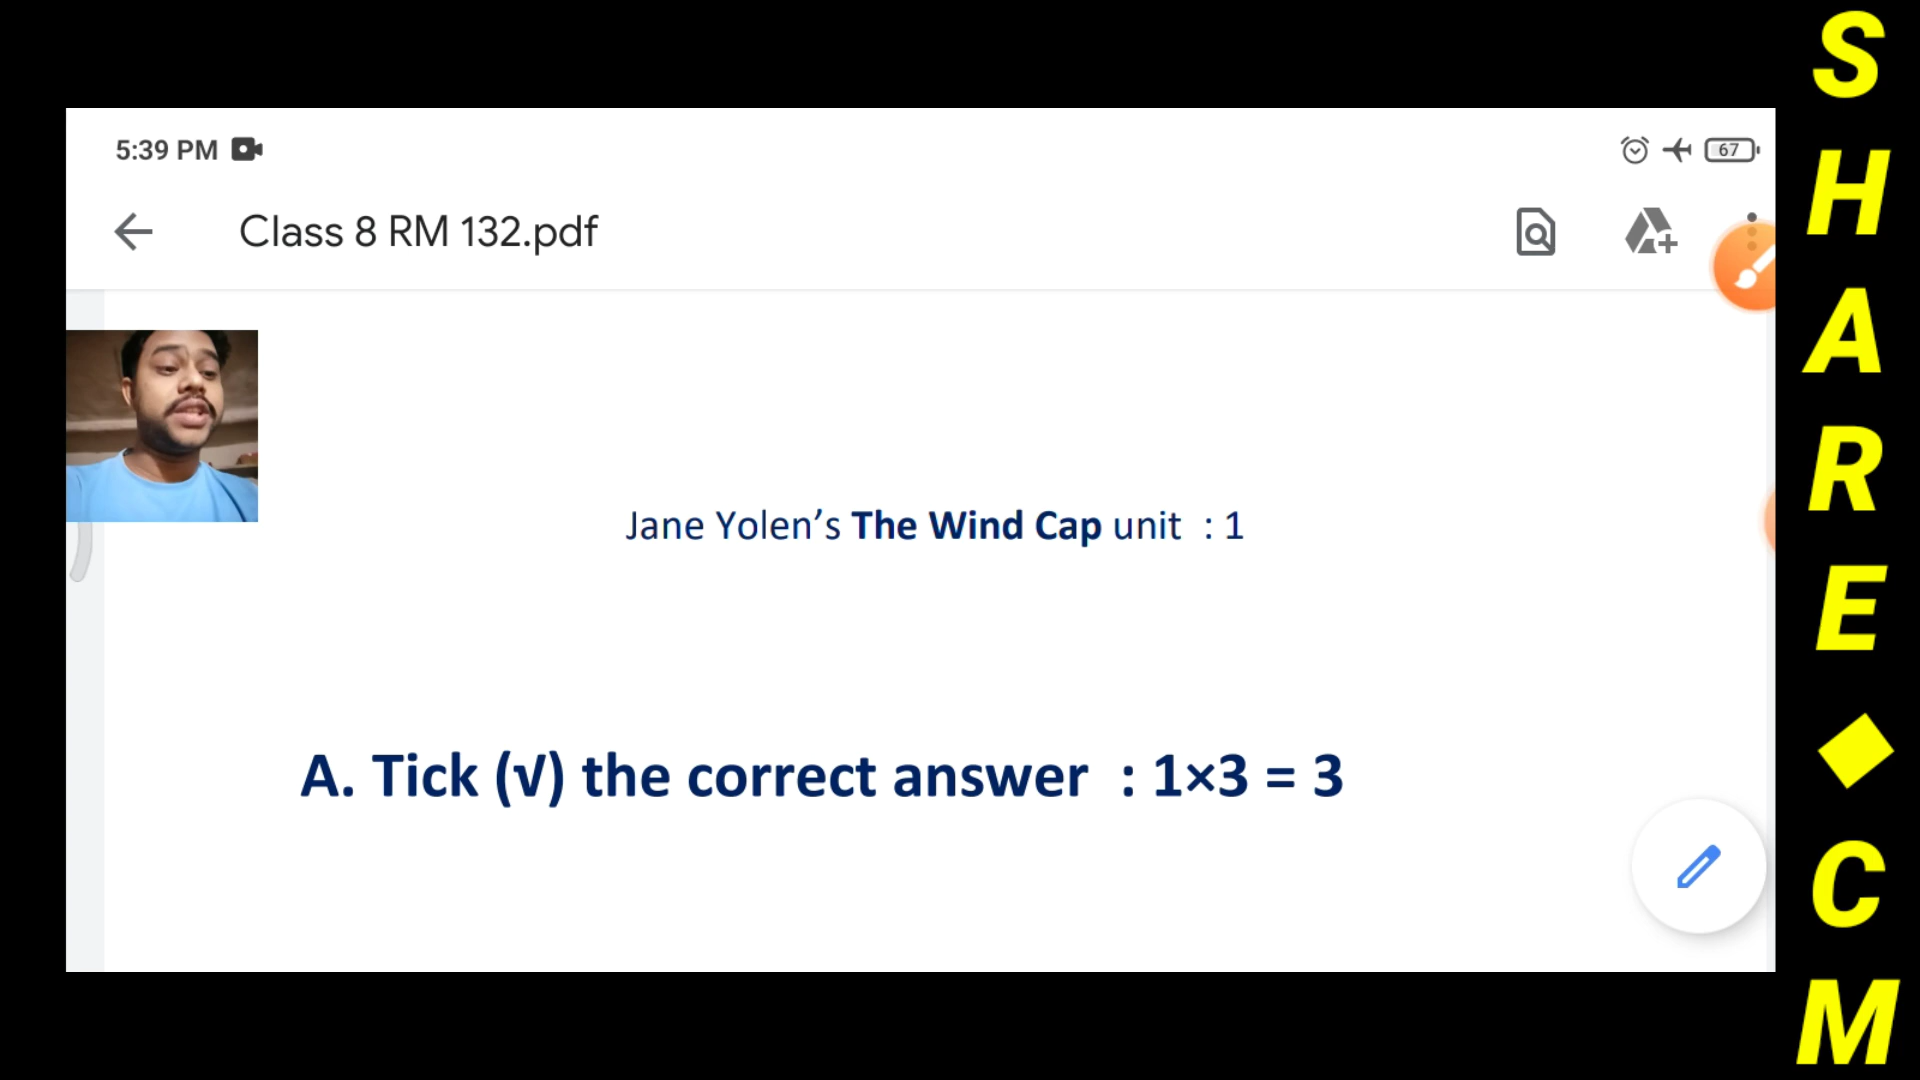 5:39 PM
67
Class 8 RM 132.pdf
Jane Yolen’s The Wind Cap unit : 1
A. Tick (√) the correct answer : 1×3 = 3
SHARE◆CM